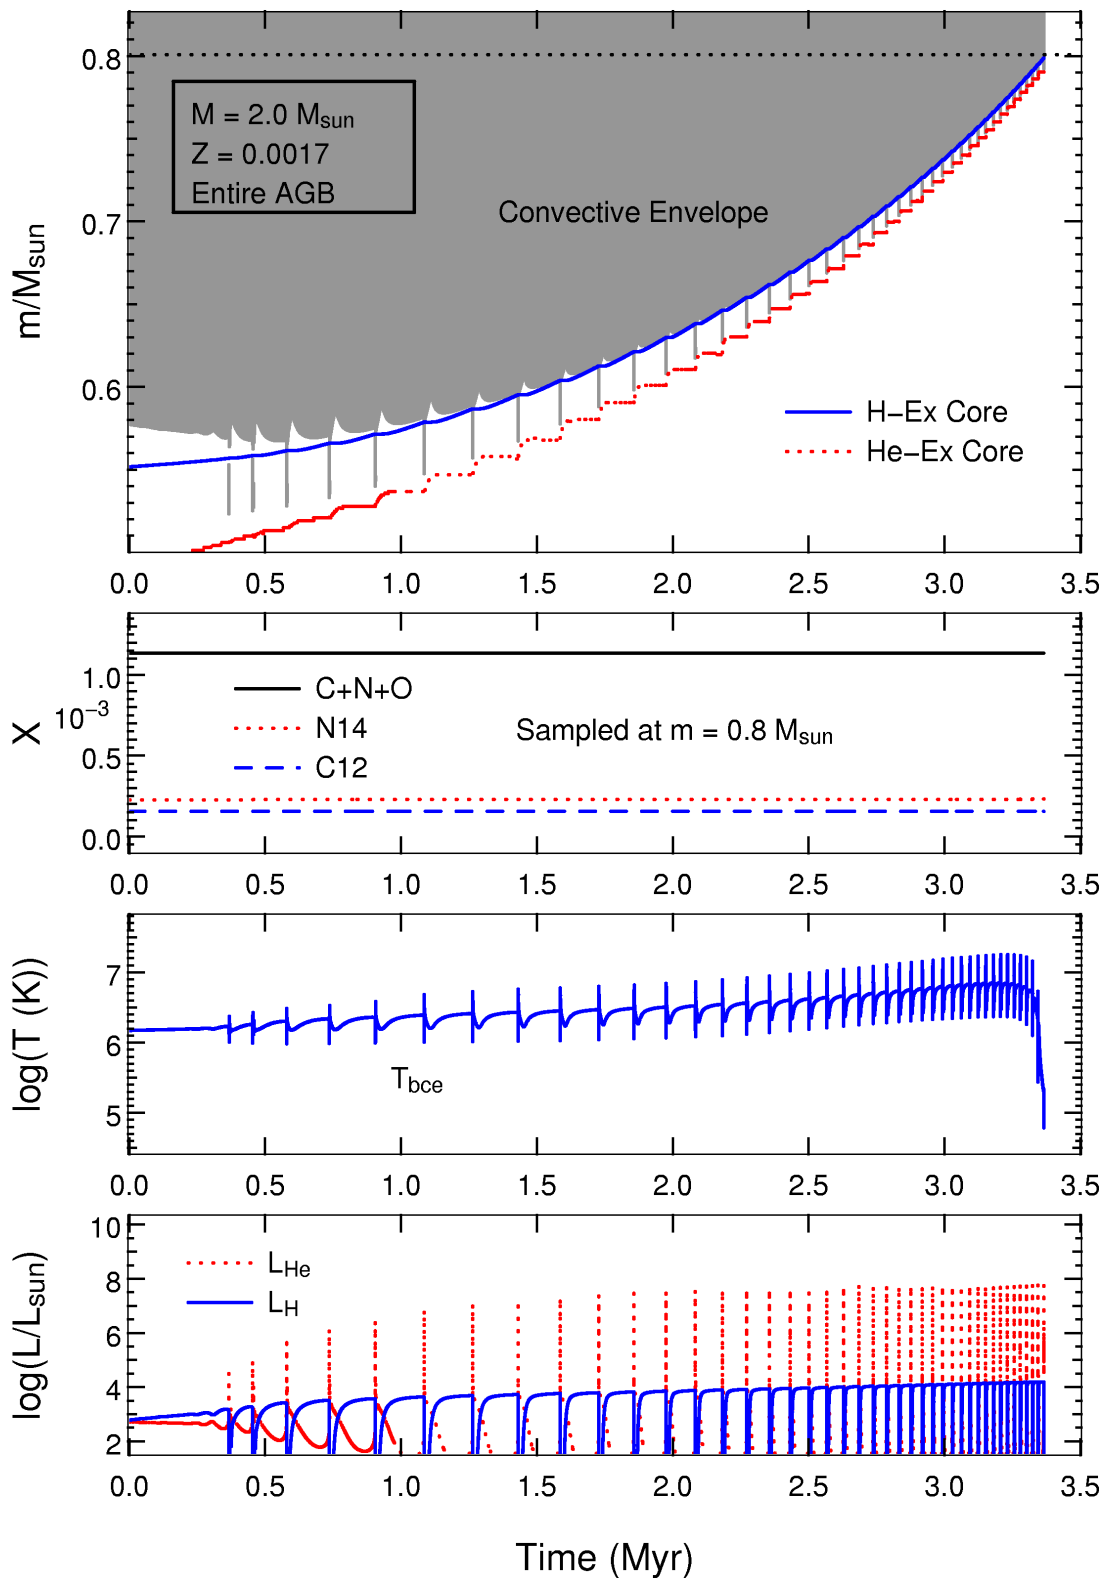 0.8
M = 2.0 Msun
Z = 0.0017
Entire AGB
Convective Envelope
0.7
m/Msun
0.6
H−Ex Core
He−Ex Core
0.0 0.5 1.0 1.5 2.0 2.5 3.0 3.5
1.0
C+N+O
X 10−3
N14
Sampled at m = 0.8 Msun
0.5
C12
0.0
0.0 0.5 1.0 1.5 2.0 2.5 3.0 3.5
7
log(T (K))
6
Tbce
5
0.0 0.5 1.0 1.5 2.0 2.5 3.0 3.5
10
LHe
8
LH
log(L/Lsun)
6
4
2
0.0 0.5 1.0 1.5 2.0 2.5 3.0 3.5
Time (Myr)